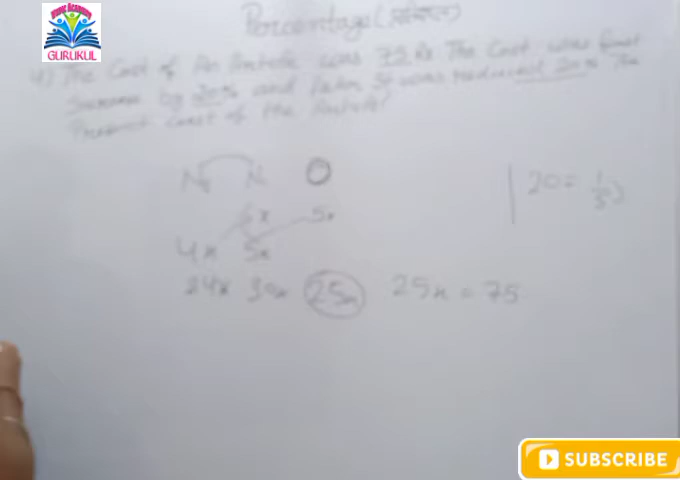 GURUKUL
Percentage (प्रतिशत)
4) The Cost of An Article was 75 Rs The Cost was first
by 20% and later it was reduced 20% The
Present Cost of the Article?
N N O
20 = 1/5
6x 5x
4x 5x
24x 30x 25x 25x = 75
SUBSCRIBE